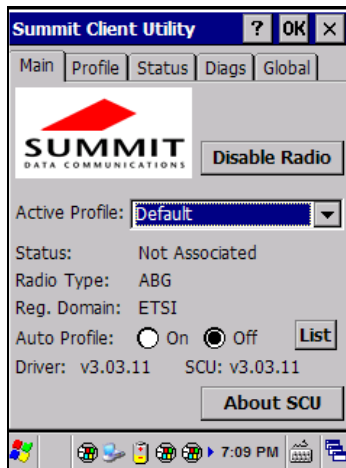 Summit Client Utility ? OK ×
Main Profile Status Diags Global
SUMMIT
DATA COMMUNICATIONS
Disable Radio
Active Profile: Default
Status: Not Associated
Radio Type: ABG
Reg. Domain: ETSI
Auto Profile: On Off List
Driver: v3.03.11 SCU: v3.03.11
About SCU
7:09 PM